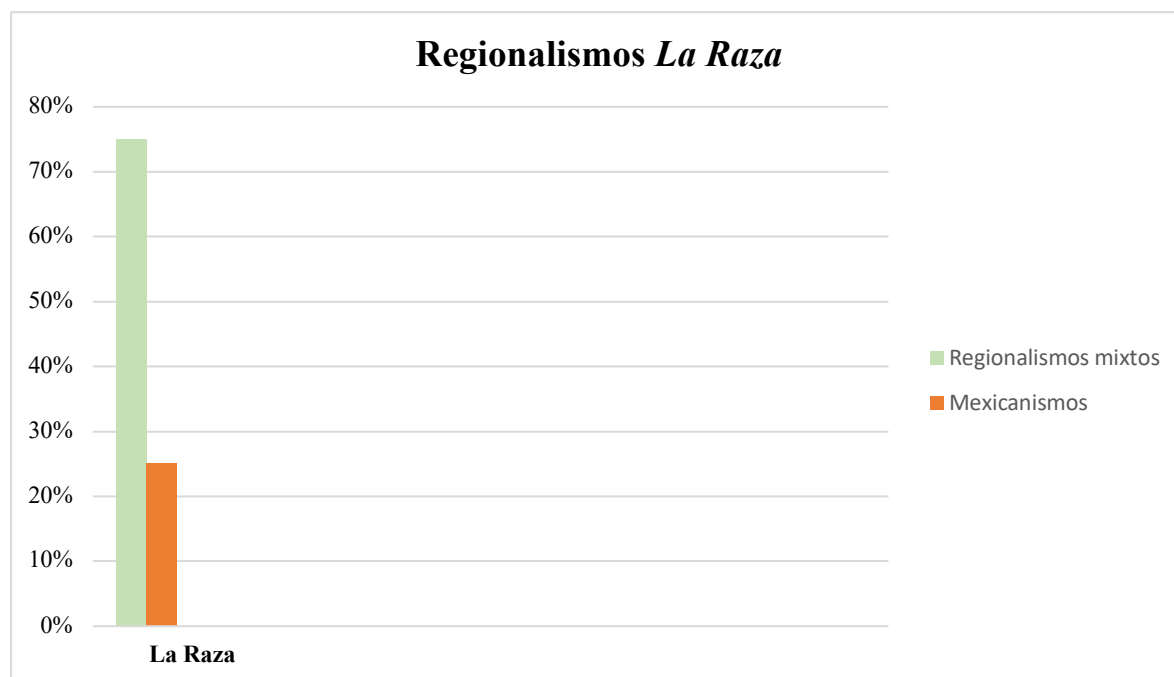 Regionalismos La Raza
80%
70%
60%
50%
40%
30%
20%
10%
0%
La Raza
Regionalismos mixtos
Mexicanismos